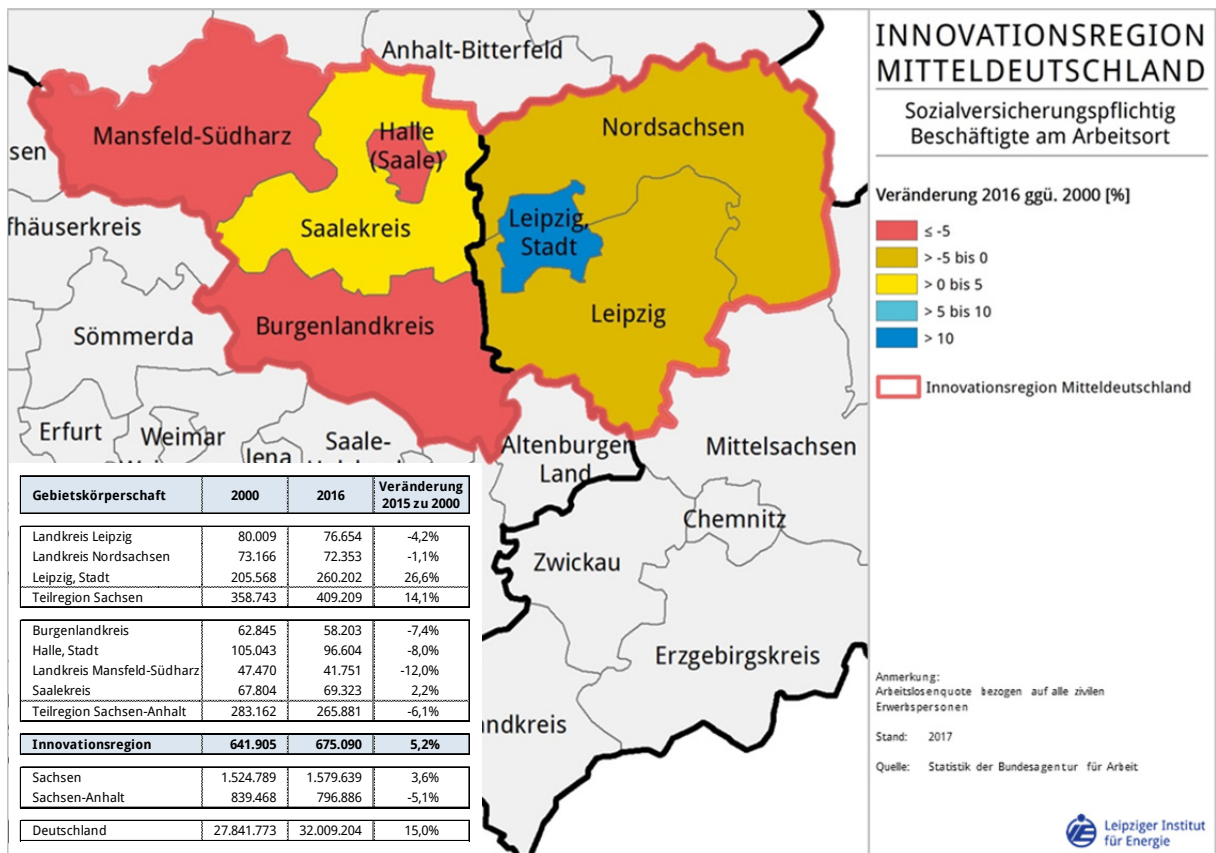 Anhalt-Bitterfeld
Mansfeld-Südharz
Halle
(Saale)
Nordsachsen
sen
fhäuserkreis
Saalekreis
Leipzig,
Stadt
Sömmerda
Burgenlandkreis
Leipzig
Erfurt
Weimar
Jena
Saale-
Altenburger
Land
Mittelsachsen
Chemnitz
Zwickau
Erzgebirgskreis
andkreis
Gebietskörperschaft 2000 2016 Veränderung
2015 zu 2000
Landkreis Leipzig 80.009 76.654 -4,2%
Landkreis Nordsachsen 73.166 72.353 -1,1%
Leipzig, Stadt 205.568 260.202 26,6%
Teilregion Sachsen 358.743 409.209 14,1%
Burgenlandkreis 62.845 58.203 -7,4%
Halle, Stadt 105.043 96.604 -8,0%
Landkreis Mansfeld-Südharz 47.470 41.751 -12,0%
Saalekreis 67.804 69.323 2,2%
Teilregion Sachsen-Anhalt 283.162 265.881 -6,1%
Innovationsregion 641.905 675.090 5,2%
Sachsen 1.524.789 1.579.639 3,6%
Sachsen-Anhalt 839.468 796.886 -5,1%
Deutschland 27.841.773 32.009.204 15,0%
INNOVATIONSREGION
MITTELDEUTSCHLAND
Sozialversicherungspflichtig
Beschäftigte am Arbeitsort
Veränderung 2016 ggü. 2000 [%]
≤ -5
> -5 bis 0
> 0 bis 5
> 5 bis 10
> 10
Innovationsregion Mitteldeutschland
Anmerkung:
Arbeitslosenquote bezogen auf alle zivilen
Erwerbspersonen
Stand: 2017
Quelle: Statistik der Bundesagentur für Arbeit
Leipziger Institut
für Energie